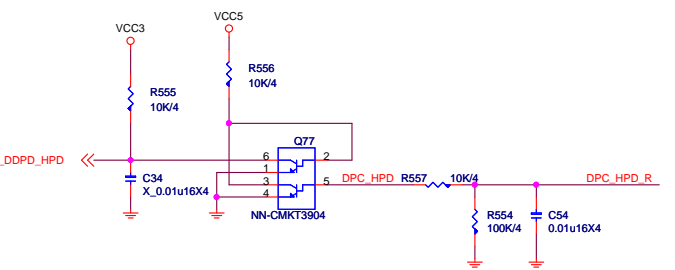 VCC3
VCC5
R555
10K/4
R556
10K/4
Q77
_DDPD_HPD
6
2
1
C34
X_0.01u16X4
3
5
DPC_HPD
R557
10K/4
DPC_HPD_R
4
NN-CMKT3904
R554
100K/4
C54
0.01u16X4